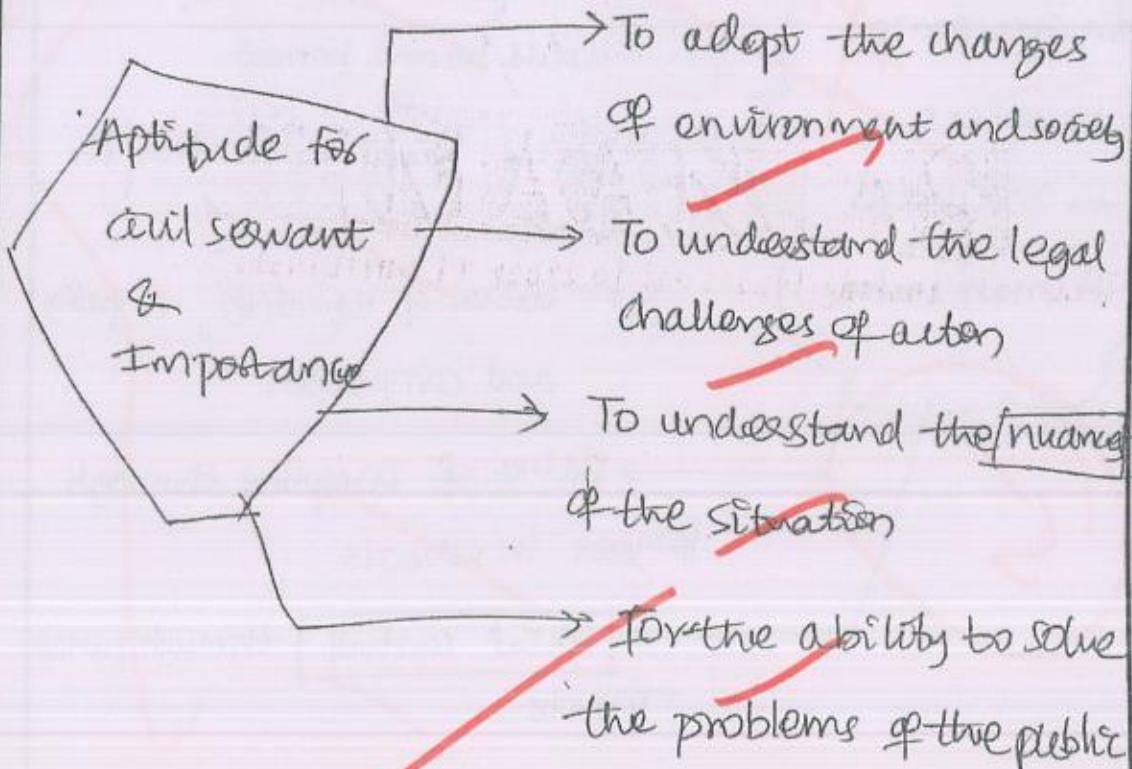 Aptitude for
civil servant
&
Importance
To adopt the changes
of environment and society
To understand the legal
challenges of action
To understand the nuance
of the situation
For the ability to solve
the problems of the public